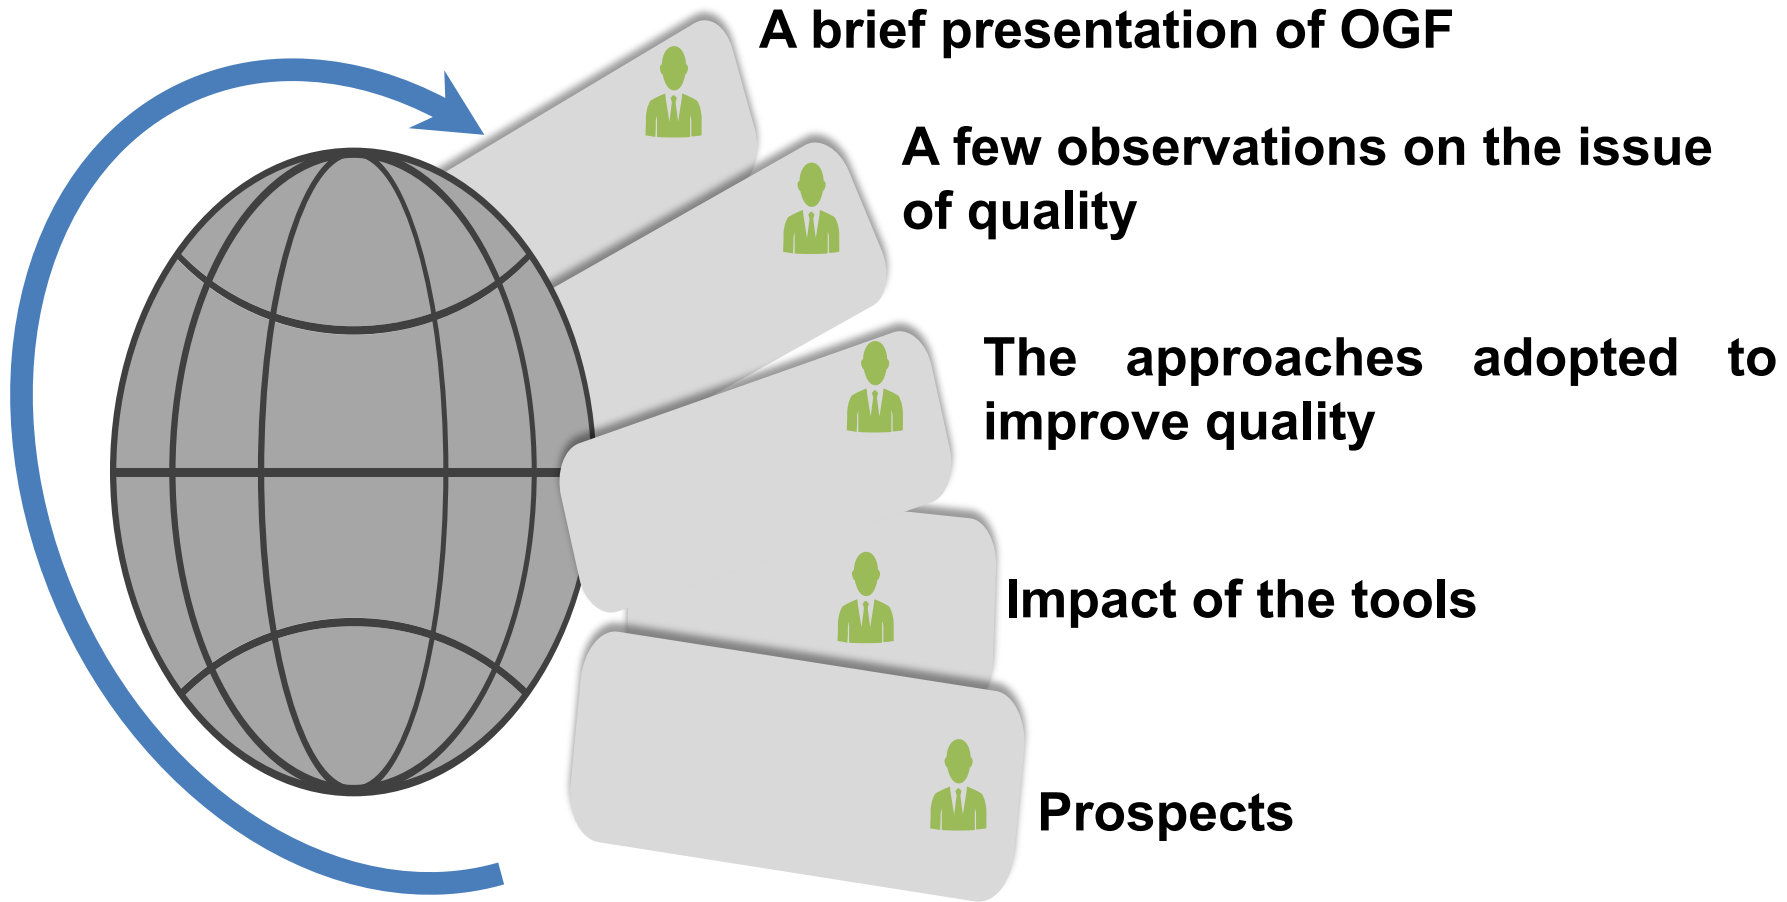 A brief presentation of OGF
A few observations on the issue
of quality
The approaches adopted to
improve quality
Impact of the tools
Prospects